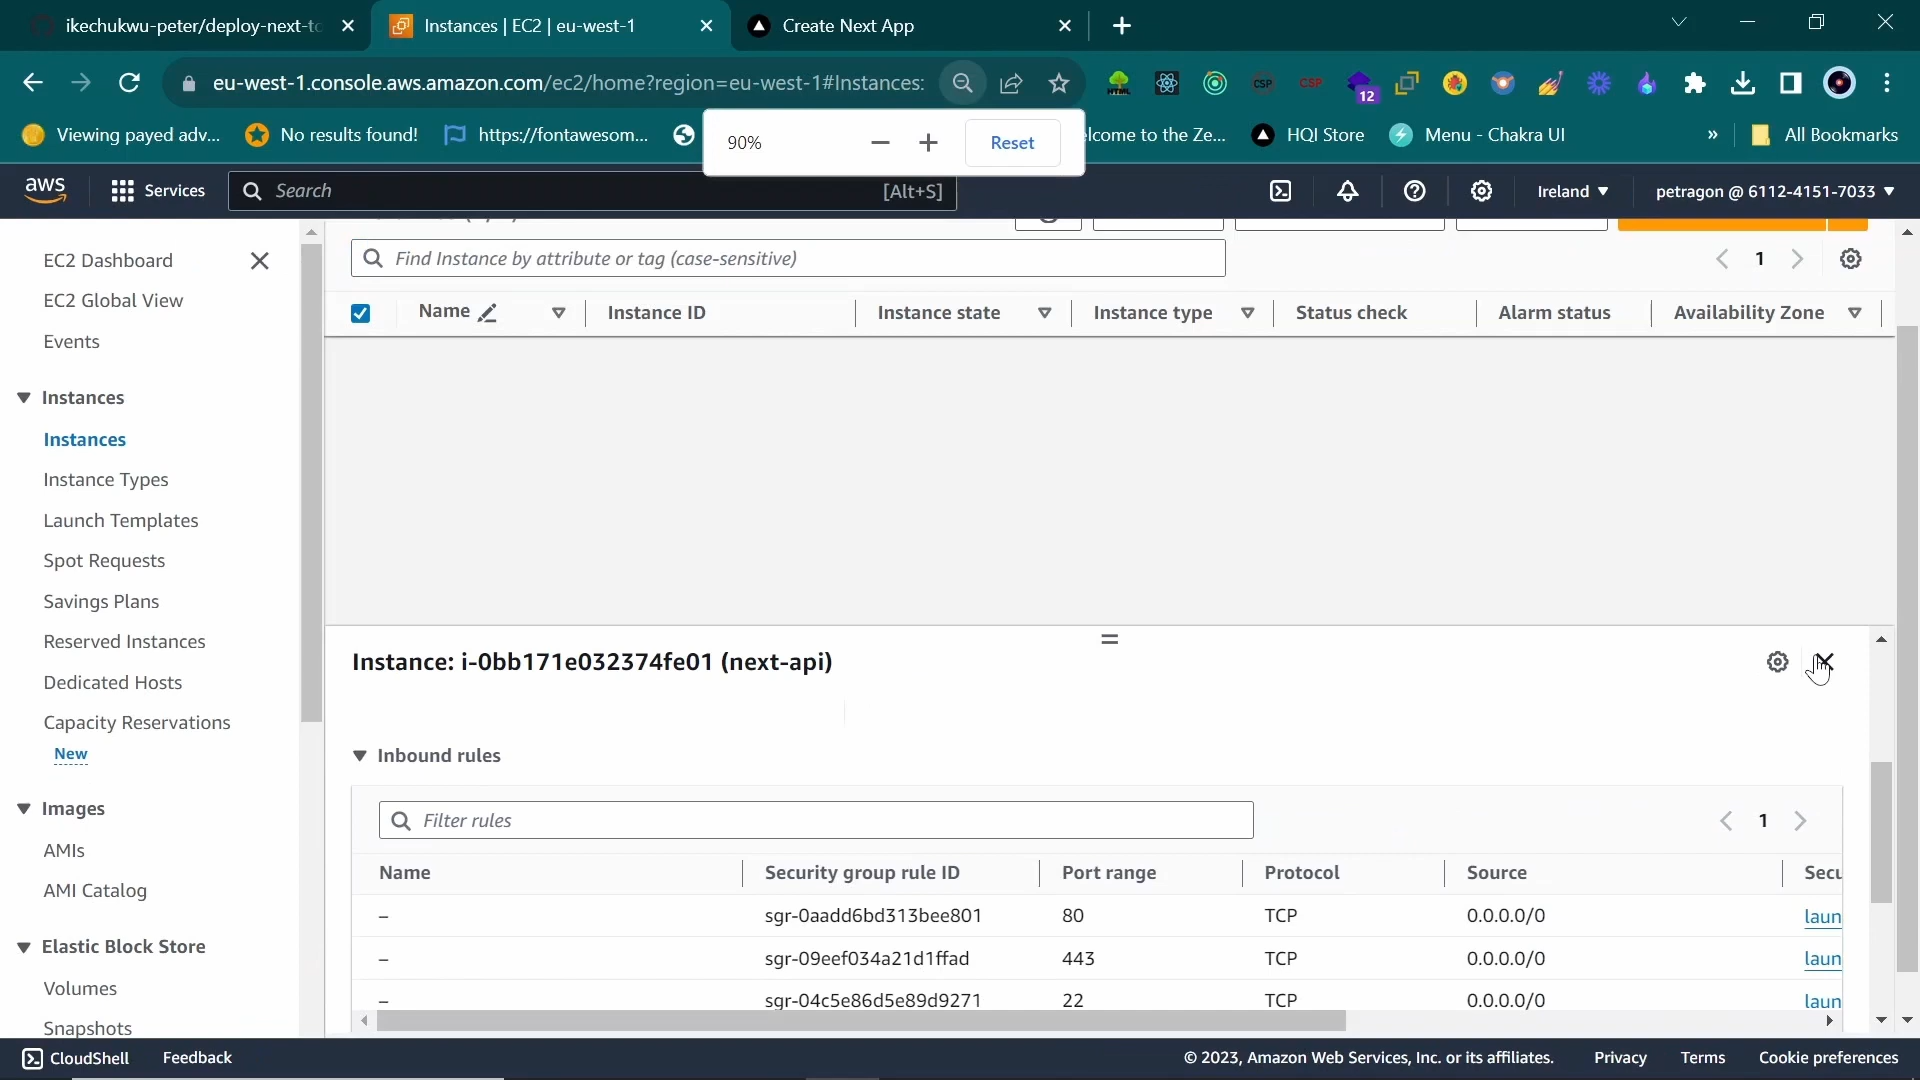 ikechukwu-peter/deploy-next-to
Instances | EC2 | eu-west-1
Create Next App
eu-west-1.console.aws.amazon.com/ec2/home?region=eu-west-1#Instances:
HTML
CSP
CSP
12
Viewing payed adv...
No results found!
https://fontawesom...
elcome to the Ze...
HQI Store
Menu - Chakra UI
»
All Bookmarks
90%
Reset
aws
Services
Search
[Alt+S]
Ireland
petragon @ 6112-4151-7033
EC2 Dashboard
EC2 Global View
Events
Instances
Instances
Instance Types
Launch Templates
Spot Requests
Savings Plans
Reserved Instances
Dedicated Hosts
Capacity Reservations
New
Images
AMIs
AMI Catalog
Elastic Block Store
Volumes
Snapshots
Find Instance by attribute or tag (case-sensitive)
1
Name
Instance ID
Instance state
Instance type
Status check
Alarm status
Availability Zone
Instance: i-0bb171e032374fe01 (next-api)
Inbound rules
Filter rules
1
Name Security group rule ID Port range Protocol Source Secu
– sgr-0aadd6bd313bee801 80 TCP 0.0.0.0/0 laun
– sgr-09eef034a21d1ffad 443 TCP 0.0.0.0/0 laun
– sgr-04c5e86d5e89d9271 22 TCP 0.0.0.0/0 laun
CloudShell
Feedback
© 2023, Amazon Web Services, Inc. or its affiliates.
Privacy
Terms
Cookie preferences